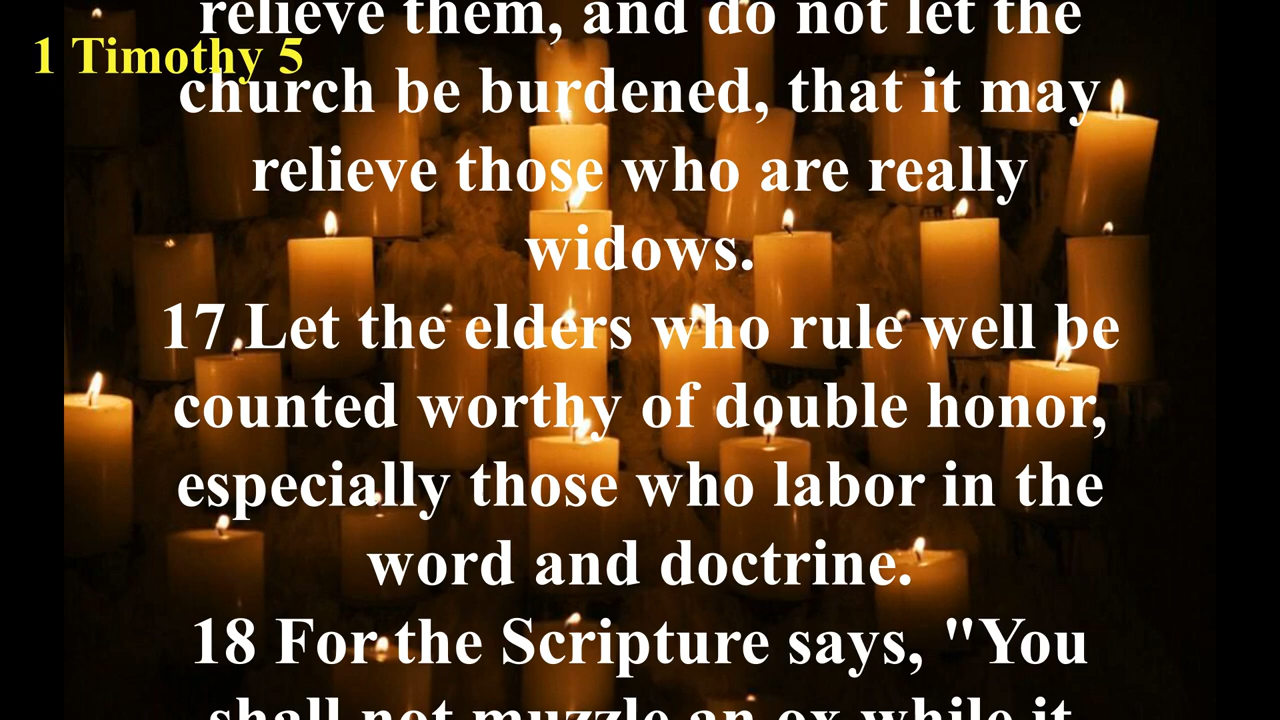 relieve them, and do not let the
1 Timothy 5
church be burdened, that it may
relieve those who are really
widows.
17 Let the elders who rule well be
counted worthy of double honor,
especially those who labor in the
word and doctrine.
18 For the Scripture says, "You
shall not muzzle an ox while it